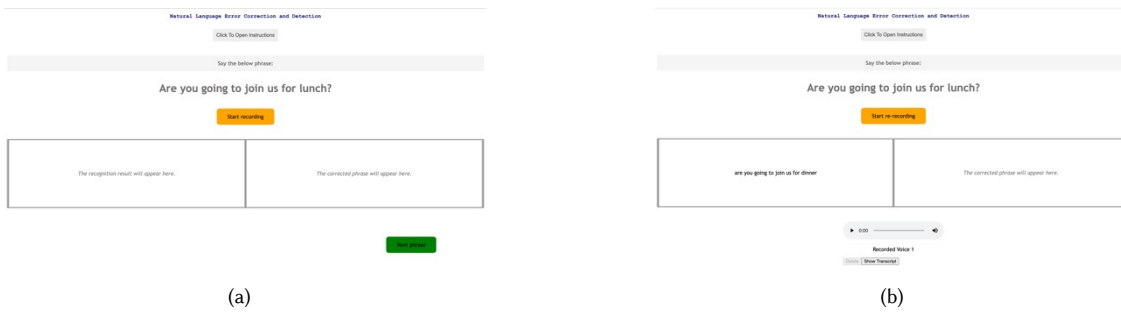 Natural Language Error Correction and Detection
Click To Open Instructions
Say the below phrase:
Are you going to join us for lunch?
Start recording
The recognition result will appear here.
The corrected phrase will appear here.
Next phrase
(a)
Natural Language Error Correction and Detection
Click To Open Instructions
Say the below phrase:
Are you going to join us for lunch?
Start re-recording
are you going to join us for dinner
The corrected phrase will appear here.
0:00
Recorded Voice 1
Delete Show Transcript
(b)